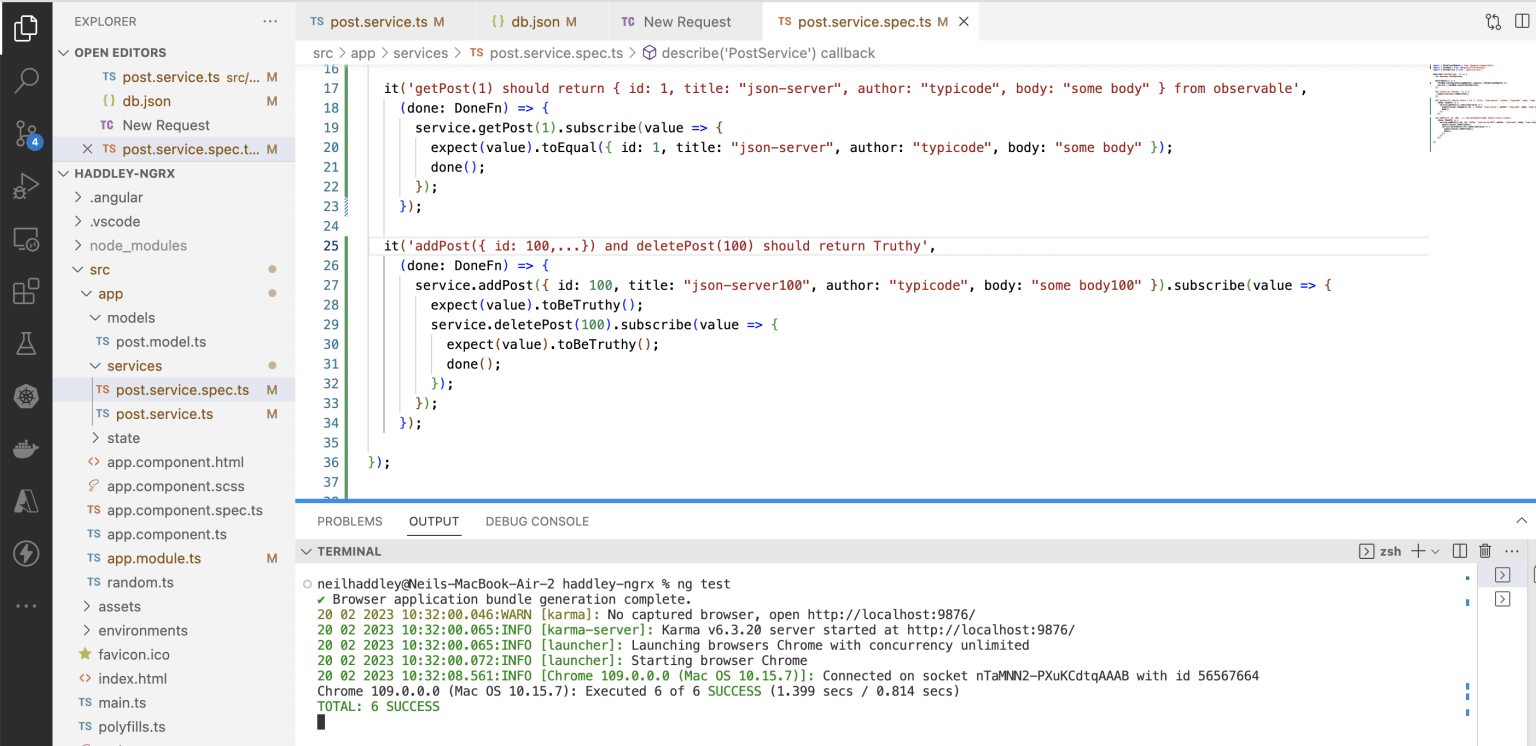 EXPLORER ···
OPEN EDITORS
TS post.service.ts src/... M
{} db.json M
TC New Request
TS post.service.spec.t... M
HADDLEY-NGRX
.angular
.vscode
node_modules
src
app
models
TS post.model.ts
services
TS post.service.spec.ts M
TS post.service.ts M
state
<> app.component.html
app.component.scss
TS app.component.spec.ts
TS app.component.ts
TS app.module.ts M
TS random.ts
assets
environments
favicon.ico
<> index.html
TS main.ts
TS polyfills.ts
4
TS post.service.ts M {} db.json M TC New Request TS post.service.spec.ts M
src > app > services > TS post.service.spec.ts > describe('PostService') callback
16
17 it('getPost(1) should return { id: 1, title: "json-server", author: "typicode", body: "some body" } from observable',
18 (done: DoneFn) => {
19 service.getPost(1).subscribe(value => {
20 expect(value).toEqual({ id: 1, title: "json-server", author: "typicode", body: "some body" });
21 done();
22 });
23 });
24
25 it('addPost({ id: 100,...}) and deletePost(100) should return Truthy',
26 (done: DoneFn) => {
27 service.addPost({ id: 100, title: "json-server100", author: "typicode", body: "some body100" }).subscribe(value => {
28 expect(value).toBeTruthy();
29 service.deletePost(100).subscribe(value => {
30 expect(value).toBeTruthy();
31 done();
32 });
33 });
34 });
35
36 });
37
PROBLEMS OUTPUT DEBUG CONSOLE
TERMINAL zsh
neilhaddley@Neils-MacBook-Air-2 haddley-ngrx % ng test
✔ Browser application bundle generation complete.
20 02 2023 10:32:00.046:WARN [karma]: No captured browser, open http://localhost:9876/
20 02 2023 10:32:00.065:INFO [karma-server]: Karma v6.3.20 server started at http://localhost:9876/
20 02 2023 10:32:00.065:INFO [launcher]: Launching browsers Chrome with concurrency unlimited
20 02 2023 10:32:00.072:INFO [launcher]: Starting browser Chrome
20 02 2023 10:32:08.561:INFO [Chrome 109.0.0.0 (Mac OS 10.15.7)]: Connected on socket nTaMNN2-PXuKCdtqAAAB with id 56567664
Chrome 109.0.0.0 (Mac OS 10.15.7): Executed 6 of 6 SUCCESS (1.399 secs / 0.814 secs)
TOTAL: 6 SUCCESS